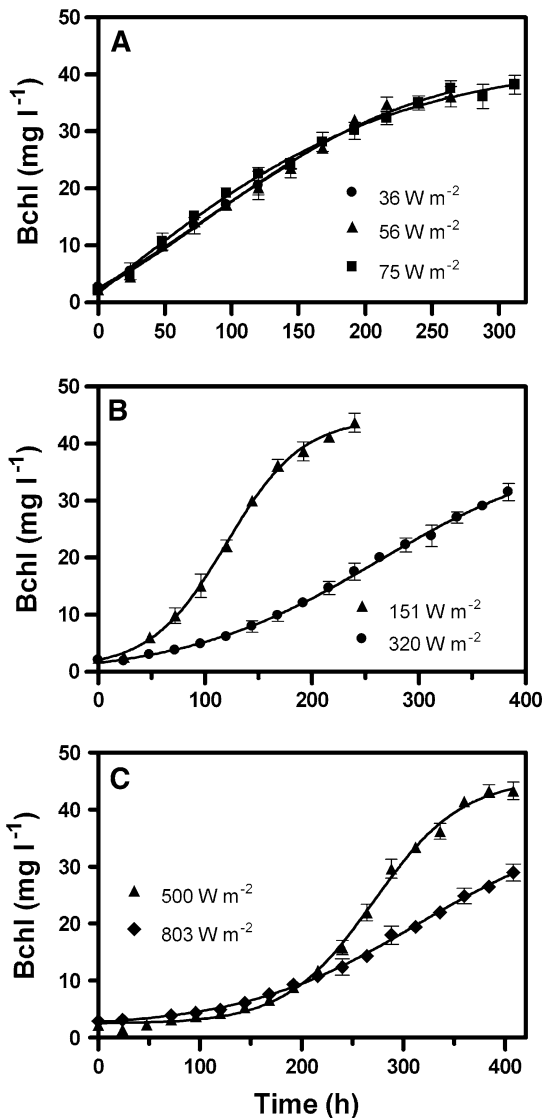 A
Bchl (mg l⁻¹)
50
40
30
20
10
0
36 W m⁻²
56 W m⁻²
75 W m⁻²
0 50 100 150 200 250 300
B
Bchl (mg l⁻¹)
50
40
30
20
10
0
151 W m⁻²
320 W m⁻²
0 100 200 300 400
C
Bchl (mg l⁻¹)
50
40
30
20
10
0
500 W m⁻²
803 W m⁻²
0 100 200 300 400
Time (h)